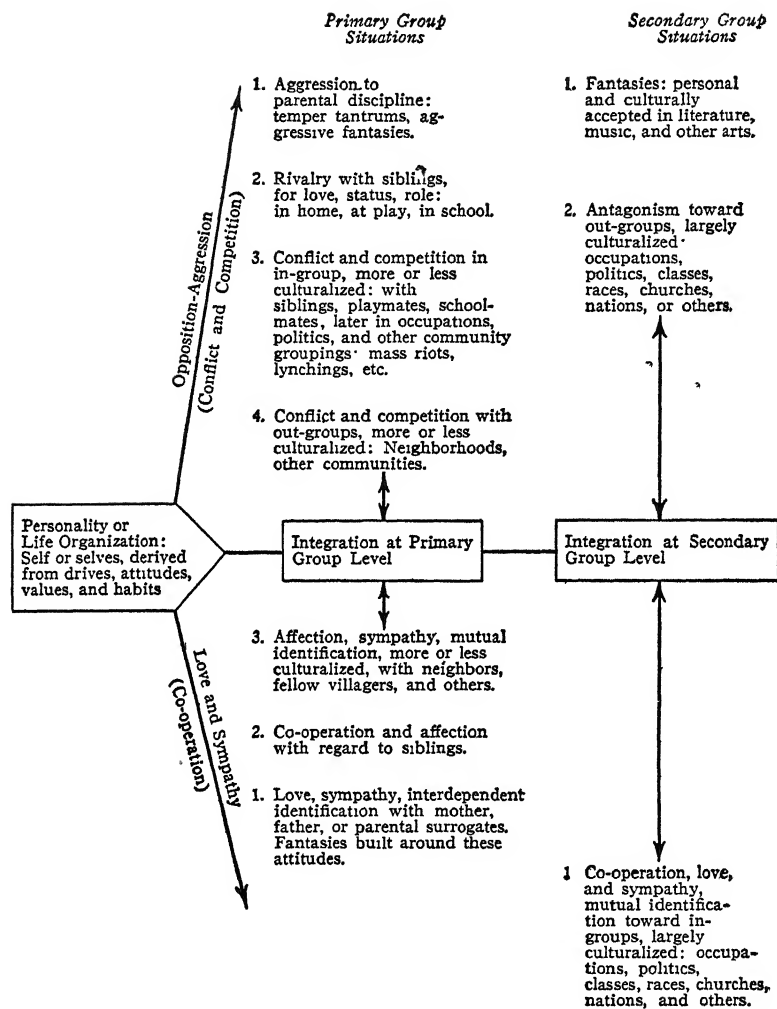 Primary Group
Situations
Secondary Group
Situations
1. Aggression to
parental discipline:
temper tantrums, ag-
gressive fantasies.
2. Rivalry with siblings,
for love, status, role:
in home, at play, in school.
3. Conflict and competition in
in-group, more or less
culturalized: with
siblings, playmates, school-
mates, later in occupations,
politics, and other community
groupings· mass riots,
lynchings, etc.
4. Conflict and competition with
out-groups, more or less
culturalized: Neighborhoods,
other communities.
1. Fantasies: personal
and culturally
accepted in literature,
music, and other arts.
2. Antagonism toward
out-groups, largely
culturalized·
occupations,
politics, classes,
races, churches,
nations, or others.
Opposition-Aggression
(Conflict and Competition)
Personality or
Life Organization:
Self or selves, derived
from drives, attitudes,
values, and habits
Integration at Primary
Group Level
Integration at Secondary
Group Level
Love and Sympathy
(Co-operation)
3. Affection, sympathy, mutual
identification, more or less
culturalized, with neighbors,
fellow villagers, and others.
2. Co-operation and affection
with regard to siblings.
1. Love, sympathy, interdependent
identification with mother,
father, or parental surrogates.
Fantasies built around these
attitudes.
1 Co-operation, love,
and sympathy,
mutual identifica-
tion toward in-
groups, largely
culturalized: occupa-
tions, politics,
classes, races, churches,
nations, and others.